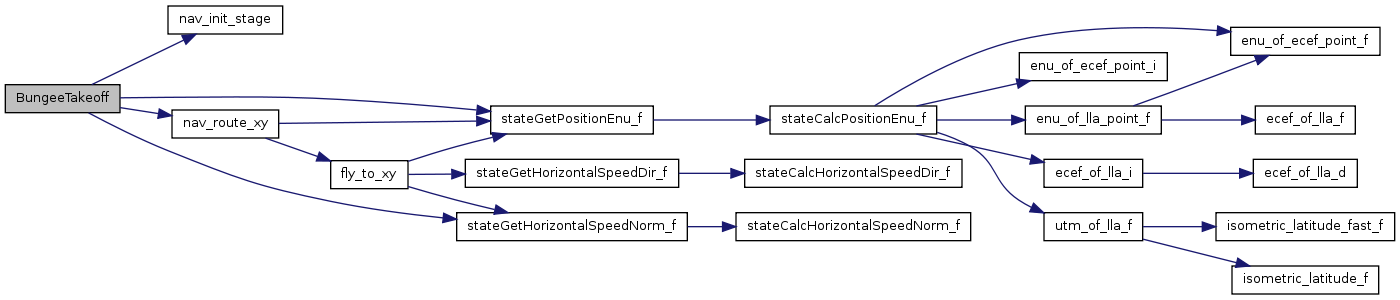 nav_init_stage
enu_of_ecef_point_f
enu_of_ecef_point_i
BungeeTakeoff
nav_route_xy
stateGetPositionEnu_f
stateCalcPositionEnu_f
enu_of_lla_point_f
ecef_of_lla_f
fly_to_xy
stateGetHorizontalSpeedDir_f
stateCalcHorizontalSpeedDir_f
ecef_of_lla_i
ecef_of_lla_d
stateGetHorizontalSpeedNorm_f
stateCalcHorizontalSpeedNorm_f
utm_of_lla_f
isometric_latitude_fast_f
isometric_latitude_f